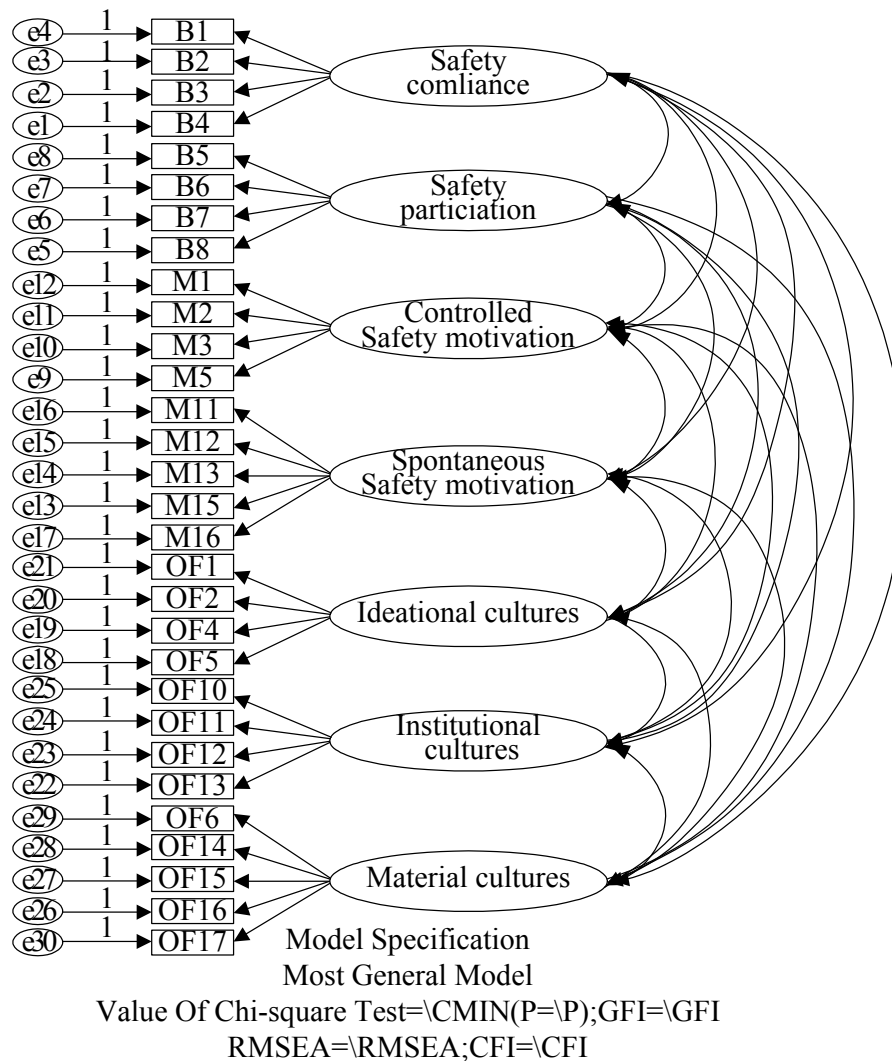 e4 1 B1
e3 1 B2
e2 1 B3
e1 1 B4
Safety
comliance
e8 1 B5
e7 1 B6
e6 1 B7
e5 1 B8
Safety
particiation
e12 1 M1
e11 1 M2
e10 1 M3
e9 1 M5
Controlled
Safety motivation
e16 1 M11
e15 1 M12
e14 1 M13
e13 1 M15
e17 1 M16
Spontaneous
Safety motivation
e21 1 OF1
e20 1 OF2
e19 1 OF4
e18 1 OF5
Ideational cultures
e25 1 OF10
e24 1 OF11
e23 1 OF12
e22 1 OF13
Institutional
cultures
e29 1 OF6
e28 1 OF14
e27 1 OF15
e26 1 OF16
e30 1 OF17
Material cultures
Model Specification
Most General Model
Value Of Chi-square Test=\CMIN(P=\P);GFI=\GFI
RMSEA=\RMSEA;CFI=\CFI